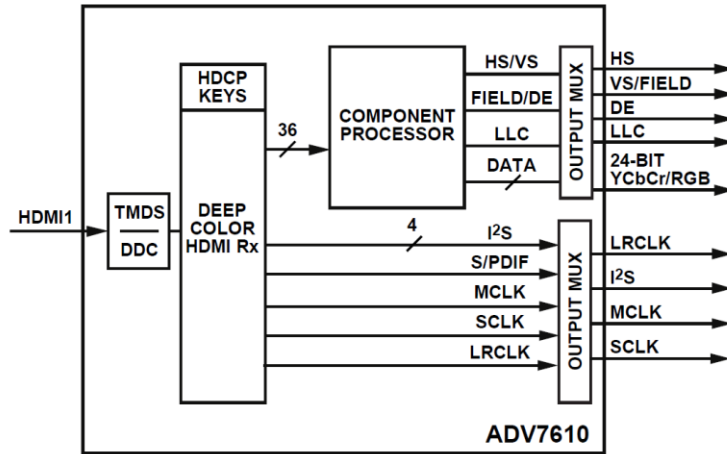 HDMI1
TMDS
DDC
HDCP
KEYS
DEEP
COLOR
HDMI Rx
36
COMPONENT
PROCESSOR
HS/VS
FIELD/DE
LLC
DATA
OUTPUT MUX
HS
VS/FIELD
DE
LLC
24-BIT
YCbCr/RGB
4
I²S
S/PDIF
MCLK
SCLK
LRCLK
OUTPUT MUX
LRCLK
I²S
MCLK
SCLK
ADV7610